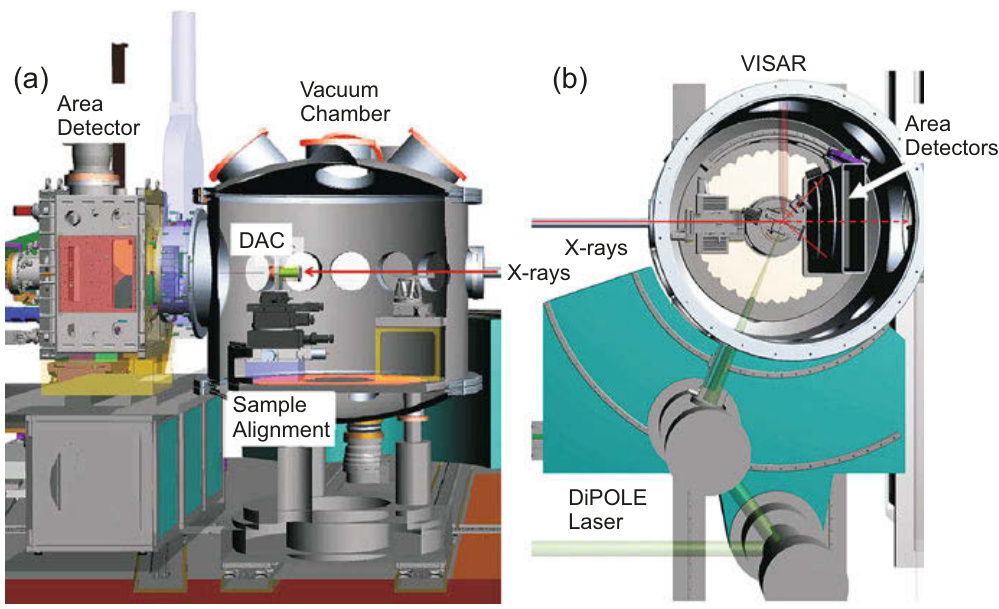 (a)
Area
Detector
Vacuum
Chamber
DAC
X-rays
Sample
Alignment
(b)
VISAR
Area
Detectors
X-rays
DiPOLE
Laser